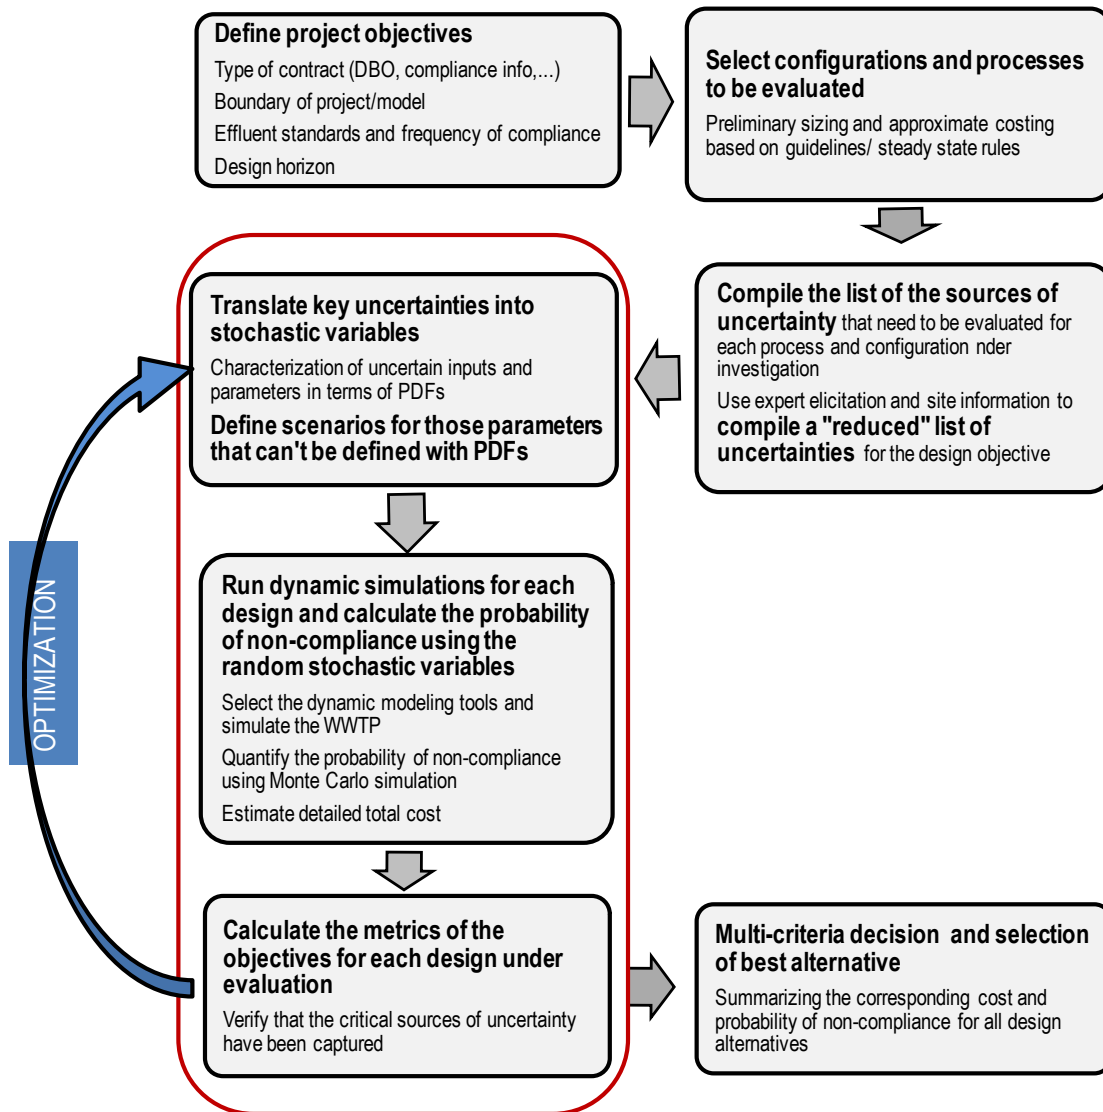 Define project objectives
Type of contract (DBO, compliance info,...)
Boundary of project/model
Effluent standards and frequency of compliance
Design horizon
Select configurations and processes
to be evaluated
Preliminary sizing and approximate costing
based on guidelines/ steady state rules
Compile the list of the sources of
uncertainty that need to be evaluated for
each process and configuration nder
investigation
Use expert elicitation and site information to
compile a "reduced" list of
uncertainties for the design objective
Translate key uncertainties into
stochastic variables
Characterization of uncertain inputs and
parameters in terms of PDFs
Define scenarios for those parameters
that can't be defined with PDFs
Run dynamic simulations for each
design and calculate the probability
of non-compliance using the
random stochastic variables
Select the dynamic modeling tools and
simulate the WWTP
Quantify the probability of non-compliance
using Monte Carlo simulation
Estimate detailed total cost
Calculate the metrics of the
objectives for each design under
evaluation
Verify that the critical sources of uncertainty
have been captured
OPTIMIZATION
Multi-criteria decision and selection
of best alternative
Summarizing the corresponding cost and
probability of non-compliance for all design
alternatives